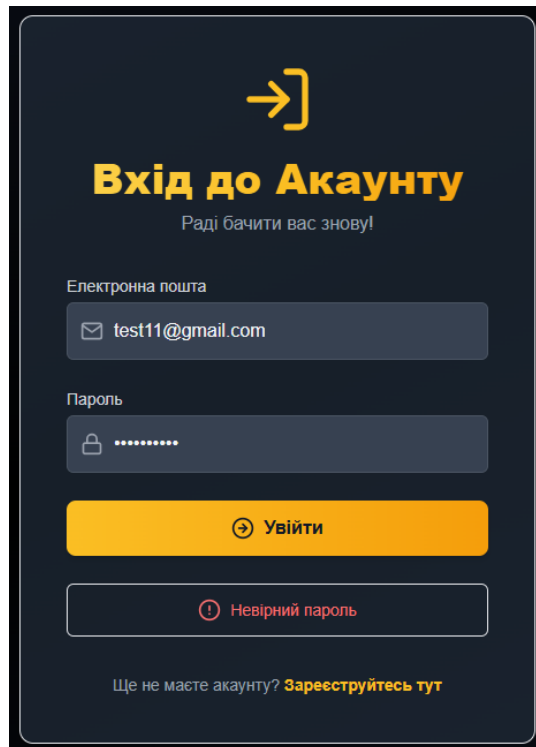 Вхід до Акаунту
Раді бачити вас знову!
Електронна пошта
test11@gmail.com
Пароль
••••••••••
Увійти
Невірний пароль
Ще не маєте акаунту? Зареєструйтесь тут